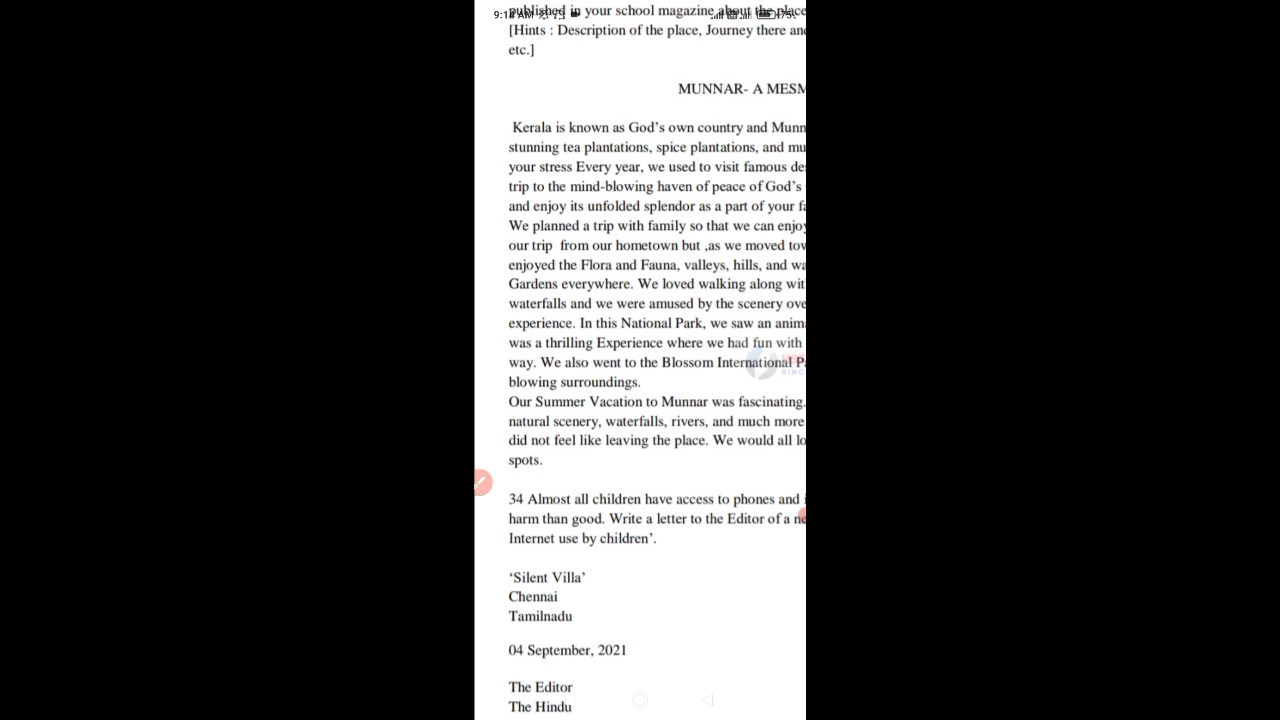 published in your school magazine about the place
9:14 AM
[Hints : Description of the place, Journey there an
etc.]
MUNNAR- A MESM
Kerala is known as God’s own country and Munn
stunning tea plantations, spice plantations, and mu
your stress Every year, we used to visit famous de
trip to the mind-blowing haven of peace of God’s
and enjoy its unfolded splendor as a part of your fa
We planned a trip with family so that we can enjoy
our trip from our hometown but ,as we moved tow
enjoyed the Flora and Fauna, valleys, hills, and wa
Gardens everywhere. We loved walking along wit
waterfalls and we were amused by the scenery ove
experience. In this National Park, we saw an anima
was a thrilling Experience where we had fun with
way. We also went to the Blossom International Pa
blowing surroundings.
Our Summer Vacation to Munnar was fascinating.
natural scenery, waterfalls, rivers, and much more
did not feel like leaving the place. We would all lo
spots.
34 Almost all children have access to phones and i
harm than good. Write a letter to the Editor of a ne
Internet use by children’.
‘Silent Villa’
Chennai
Tamilnadu
04 September, 2021
The Editor
The Hindu